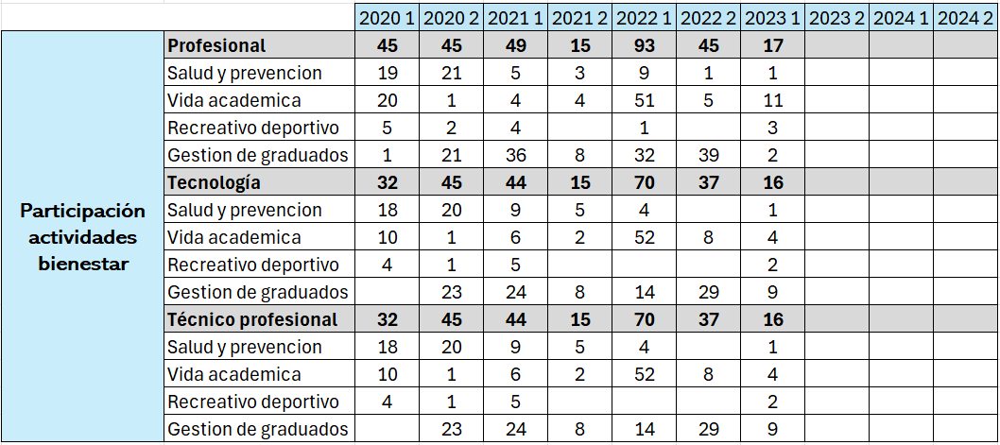 2020 1 2020 2 2021 1 2021 2 2022 1 2022 2 2023 1 2023 2 2024 1 2024 2
Participación
actividades
bienestar
Profesional 45 45 49 15 93 45 17
Salud y prevencion 19 21 5 3 9 1 1
Vida academica 20 1 4 4 51 5 11
Recreativo deportivo 5 2 4 1 3
Gestion de graduados 1 21 36 8 32 39 2
Tecnología 32 45 44 15 70 37 16
Salud y prevencion 18 20 9 5 4 1
Vida academica 10 1 6 2 52 8 4
Recreativo deportivo 4 1 5 2
Gestion de graduados 23 24 8 14 29 9
Técnico profesional 32 45 44 15 70 37 16
Salud y prevencion 18 20 9 5 4 1
Vida academica 10 1 6 2 52 8 4
Recreativo deportivo 4 1 5 2
Gestion de graduados 23 24 8 14 29 9